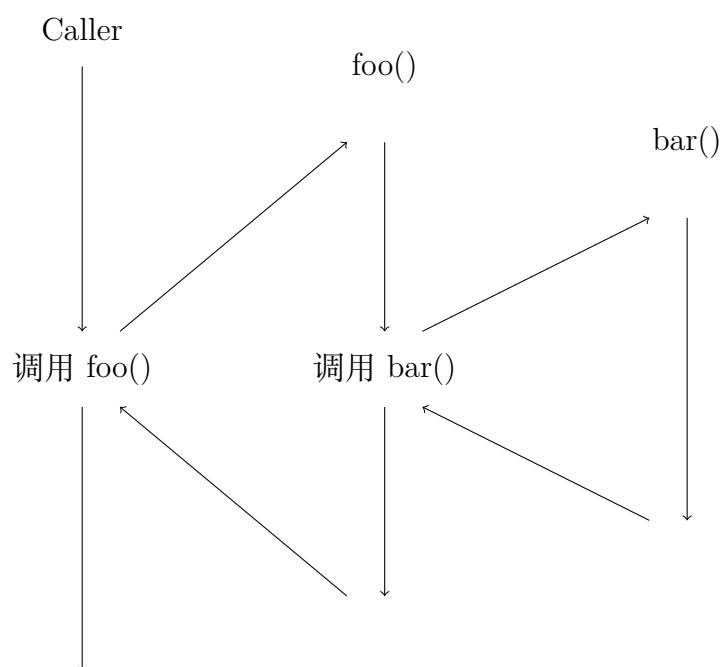 Caller
foo()
bar()
调用 foo()
调用 bar()